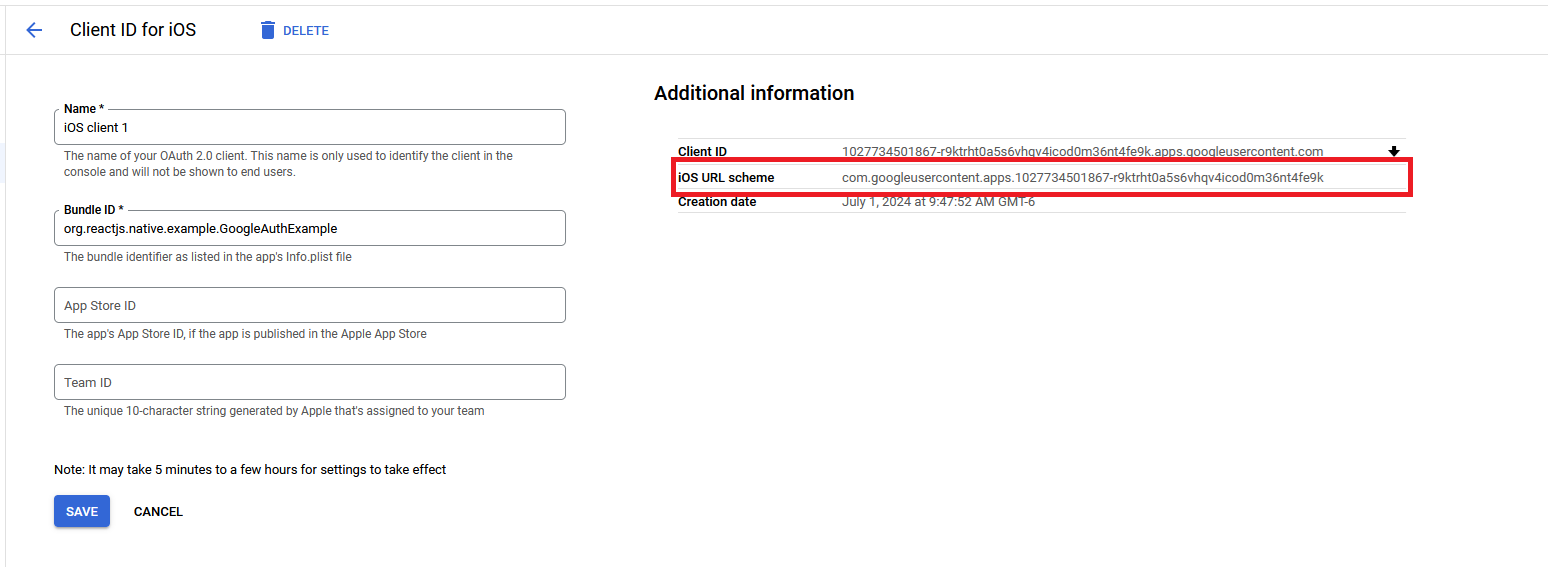 Client ID for iOS
DELETE
Name *
iOS client 1
The name of your OAuth 2.0 client. This name is only used to identify the client in the
console and will not be shown to end users.
Bundle ID *
org.reactjs.native.example.GoogleAuthExample
The bundle identifier as listed in the app's Info.plist file
App Store ID
The app's App Store ID, if the app is published in the Apple App Store
Team ID
The unique 10-character string generated by Apple that's assigned to your team
Note: It may take 5 minutes to a few hours for settings to take effect
SAVE
CANCEL
Additional information
Client ID 1027734501867-r9ktrht0a5s6vhqv4icod0m36nt4fe9k.apps.googleusercontent.com
iOS URL scheme com.googleusercontent.apps.1027734501867-r9ktrht0a5s6vhqv4icod0m36nt4fe9k
Creation date July 1, 2024 at 9:47:52 AM GMT-6